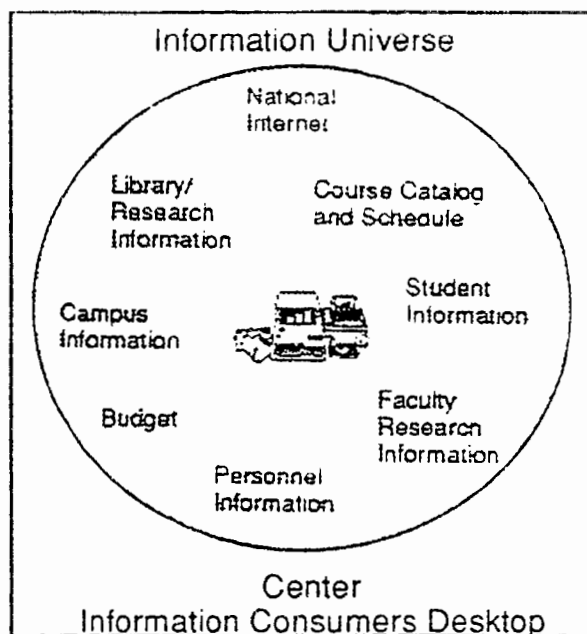 Information Universe
National
Internet
Library/
Research
Information
Course Catalog
and Schedule
Campus
Information
Student
Information
Budget
Faculty
Research
Information
Personnel
Information
Center
Information Consumers Desktop